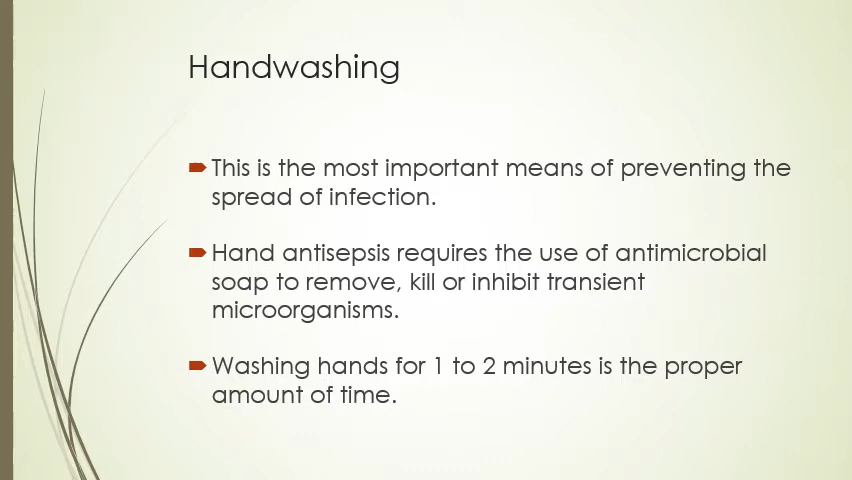 Handwashing
This is the most important means of preventing the
spread of infection.
Hand antisepsis requires the use of antimicrobial
soap to remove, kill or inhibit transient
microorganisms.
Washing hands for 1 to 2 minutes is the proper
amount of time.